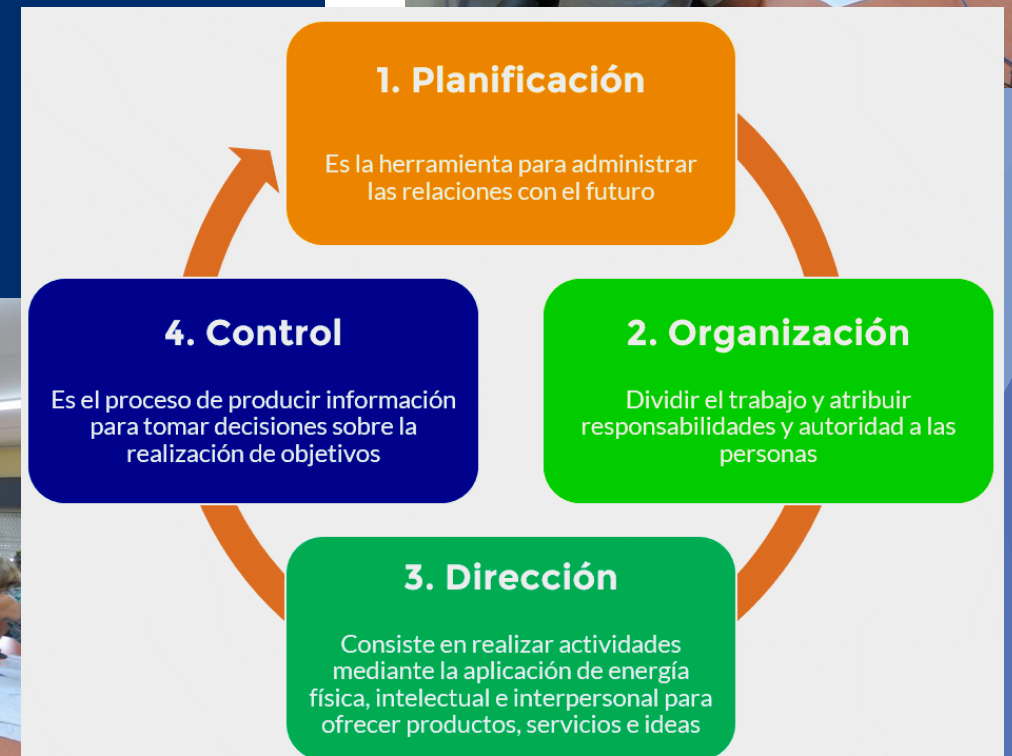 1. Planificación
Es la herramienta para administrar
las relaciones con el futuro
2. Organización
Dividir el trabajo y atribuir
responsabilidades y autoridad a las
personas
3. Dirección
Consiste en realizar actividades
mediante la aplicación de energía
física, intelectual e interpersonal para
ofrecer productos, servicios e ideas
4. Control
Es el proceso de producir información
para tomar decisiones sobre la
realización de objetivos